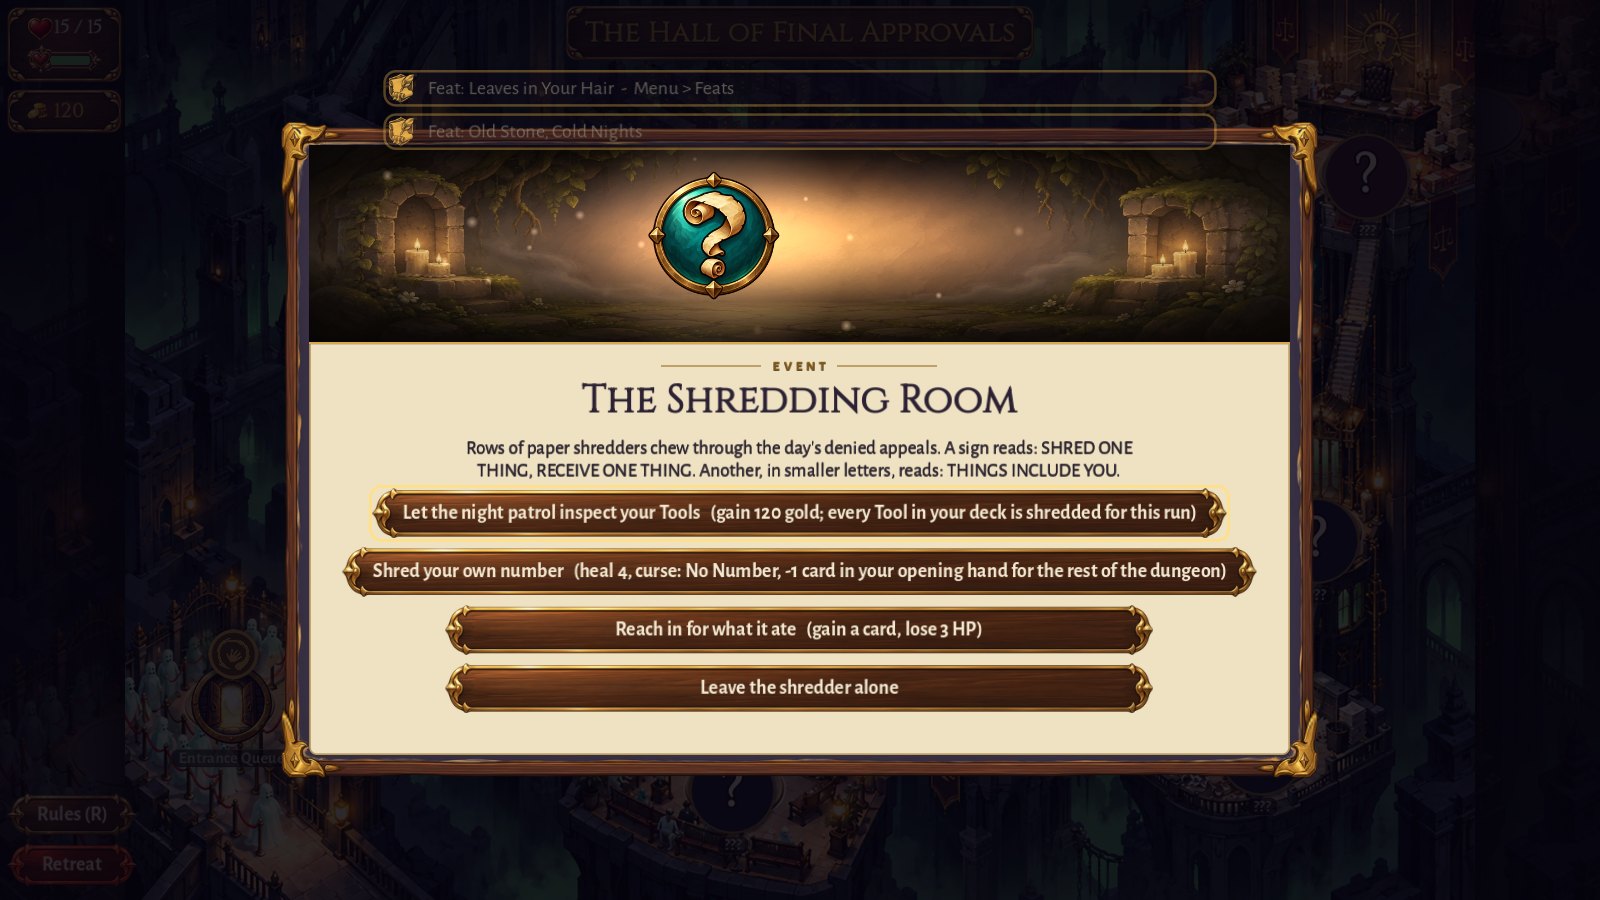 15 / 15
The Hall of Final Approvals
Feat: Leaves in Your Hair - Menu > Feats
120
Feat: Old Stone, Cold Nights
???
EVENT
The Shredding Room
Rows of paper shredders chew through the day's denied appeals. A sign reads: SHRED ONE
THING, RECEIVE ONE THING. Another, in smaller letters, reads: THINGS INCLUDE YOU.
Let the night patrol inspect your Tools (gain 120 gold; every Tool in your deck is shredded for this run)
Shred your own number (heal 4, curse: No Number, -1 card in your opening hand for the rest of the dungeon)
Reach in for what it ate (gain a card, lose 3 HP)
Leave the shredder alone
Entrance Queue
Rules (R)
???
???
Retreat